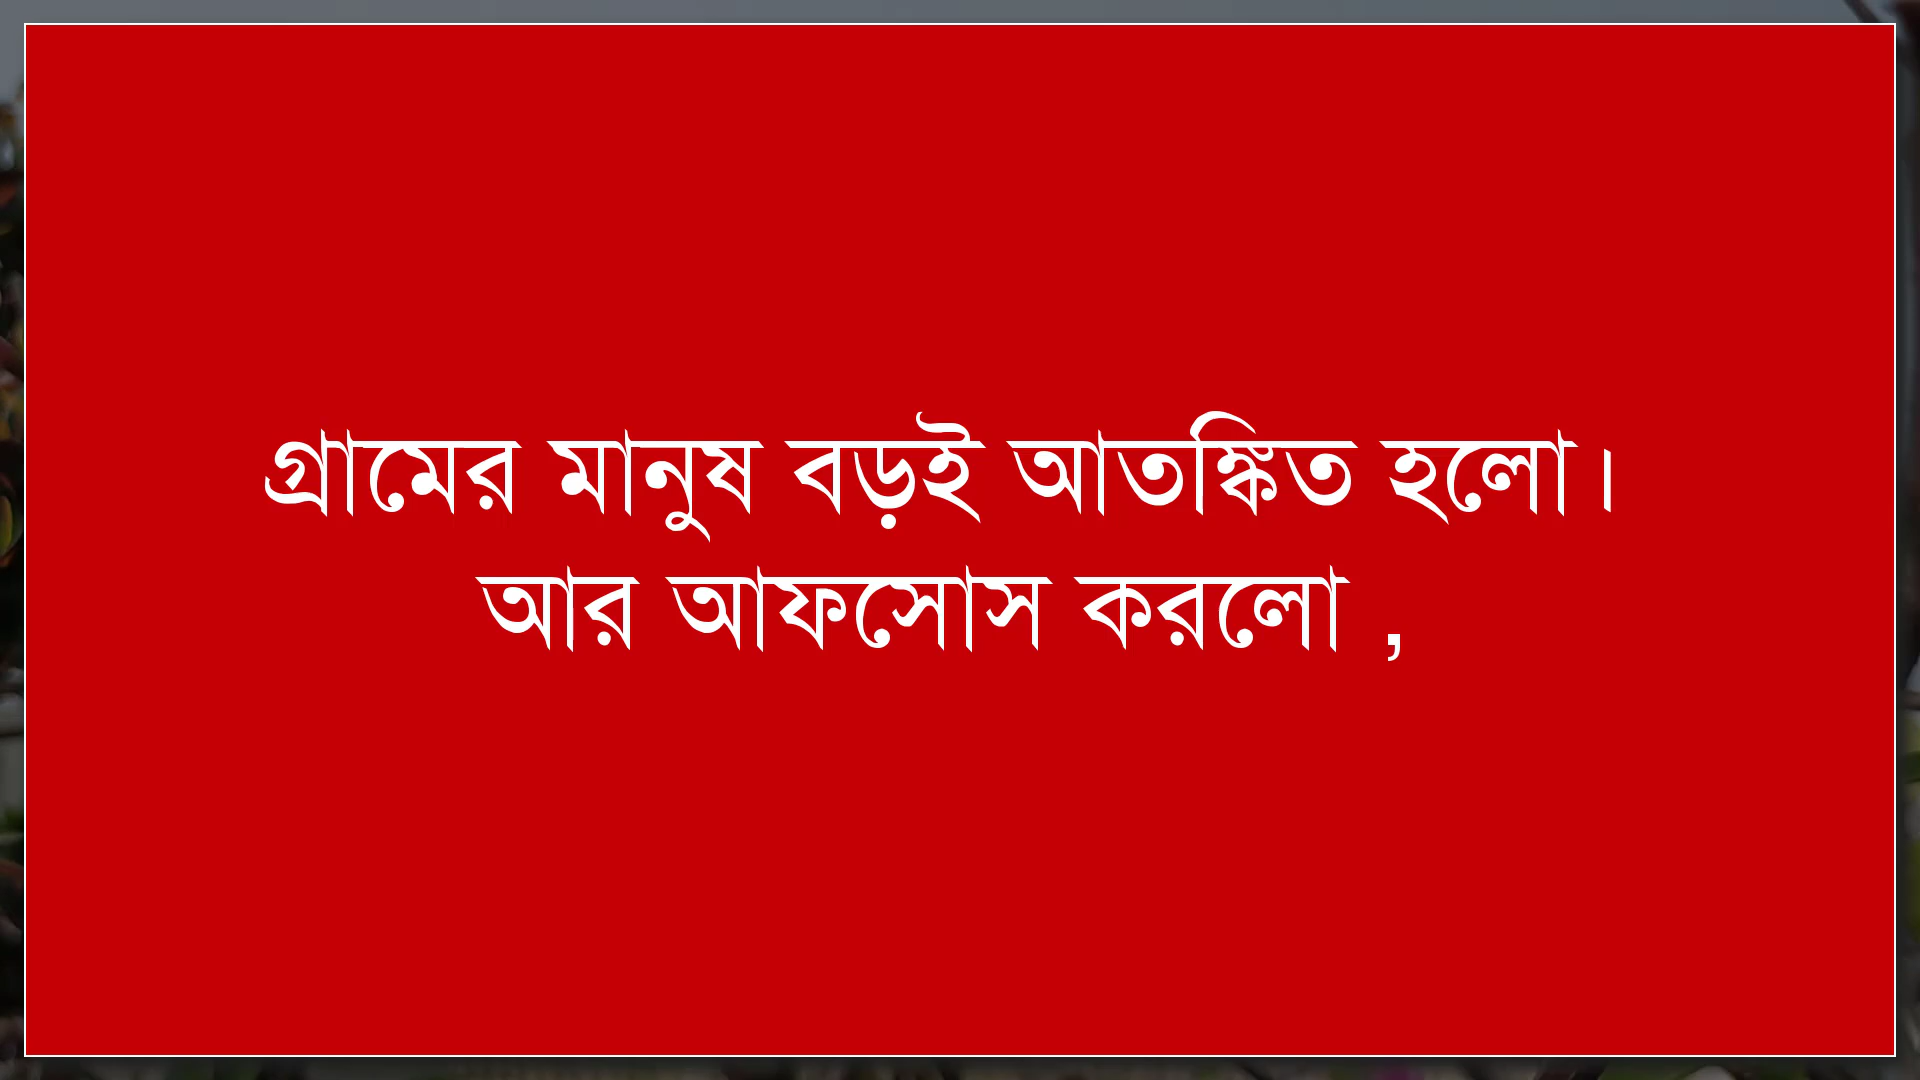 গ্রামের মানুষ বড়ই আতঙ্কিত হলো।
আর আফসোস করলো ,